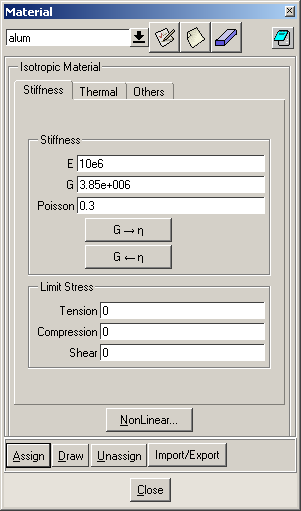 Material
alum
Isotropic Material
Stiffness Thermal Others
Stiffness
E 10e6
G 3.85e+006
Poisson 0.3
G → η
G ← η
Limit Stress
Tension 0
Compression 0
Shear 0
NonLinear...
Assign Draw Unassign Import/Export
Close